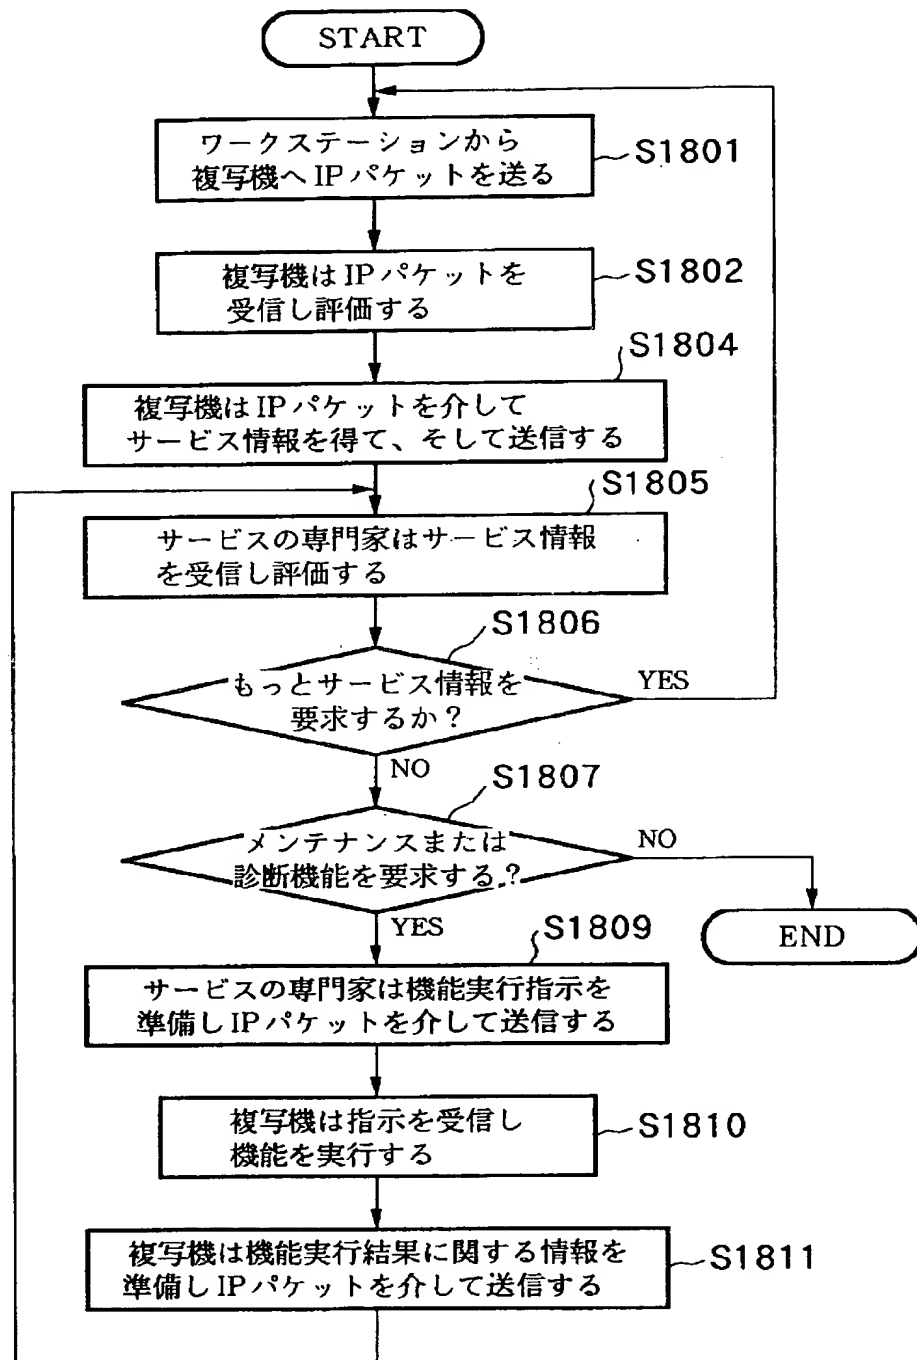 START
ワークステーションから
複写機へIPパケットを送る
S1801
複写機はIPパケットを
受信し評価する
S1802
S1804
複写機はIPパケットを介して
サービス情報を得て、そして送信する
S1805
サービスの専門家はサービス情報
を受信し評価する
S1806
もっとサービス情報を
要求するか?
YES
NO
S1807
メンテナンスまたは
診断機能を要求する?
NO
YES
END
S1809
サービスの専門家は機能実行指示を
準備しIPパケットを介して送信する
複写機は指示を受信し
機能を実行する
S1810
複写機は機能実行結果に関する情報を
準備しIPパケットを介して送信する
S1811